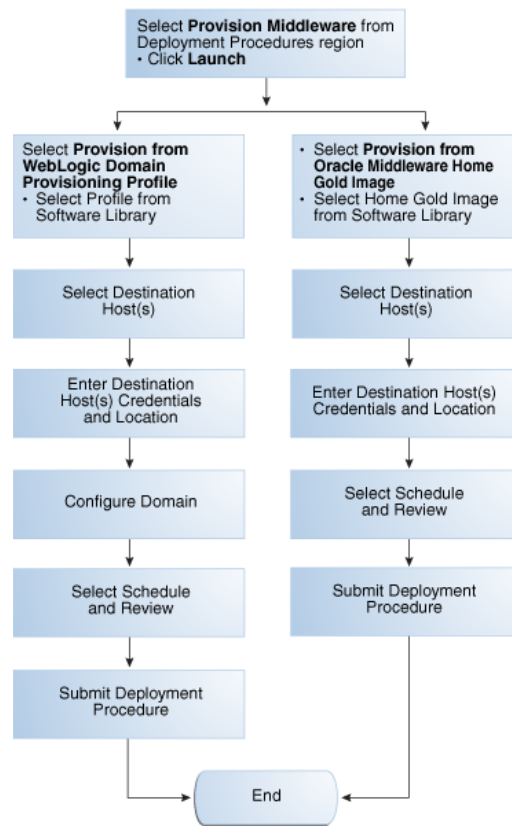 Select Provision Middleware from
Deployment Procedures region
• Click Launch
Select Provision from
WebLogic Domain
Provisioning Profile
• Select Profile from
Software Library
Select Destination
Host(s)
Enter Destination
Host(s) Credentials
and Location
Configure Domain
Select Schedule
and Review
Submit Deployment
Procedure
• Select Provision from
Oracle Middleware Home
Gold Image
• Select Home Gold Image
from Software Library
Select Destination
Host(s)
Enter Destination Host(s)
Credentials and Location
Select Schedule
and Review
Submit Deployment
Procedure
End